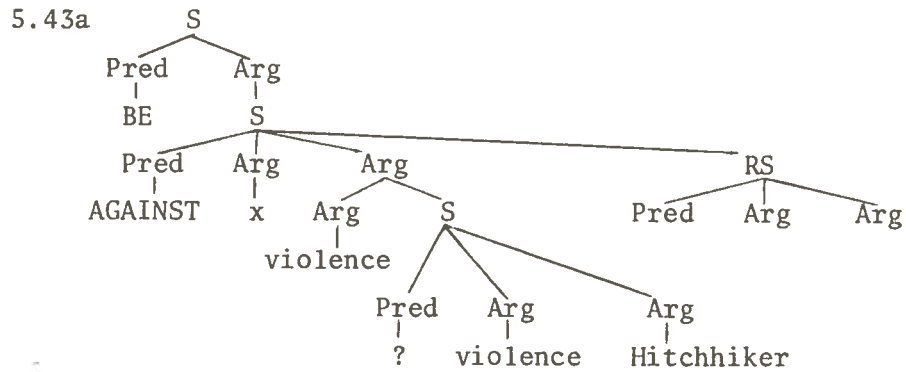 5.43a S
Pred Arg
BE S
Pred Arg Arg RS
AGAINST x Arg S Pred Arg Arg
violence
Pred Arg Arg
? violence Hitchhiker